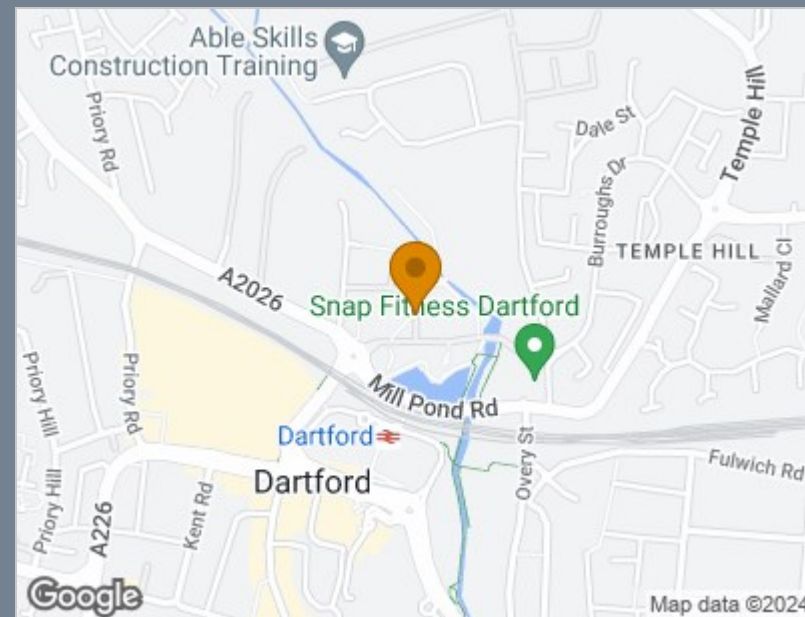 Able Skills
Construction Training
Priory Rd
Dale St
Temple Hill
Burroughs Dr
TEMPLE HILL
Mallard Cl
A2026
Snap Fitness Dartford
Priory Rd
Mill Pond Rd
Priory Hill
Priory Hill
Dartford
Dartford
Overy St
Fulwich Rd
Kent Rd
A226
Google
Map data ©2024